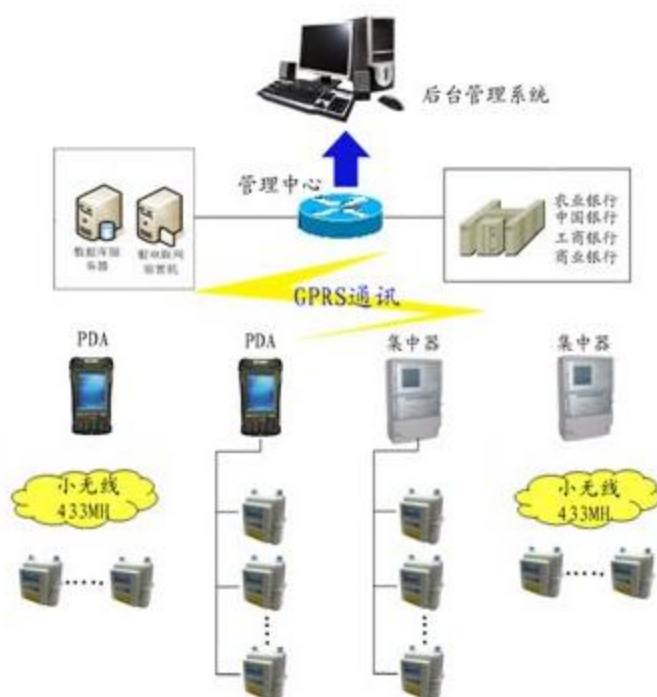 后台管理系统
管理中心
农业银行
中国银行
工商银行
商业银行
数据库服
务器
GPRS通讯
PDA
PDA
集中器
集中器
小无线
433MH
小无线
433MH